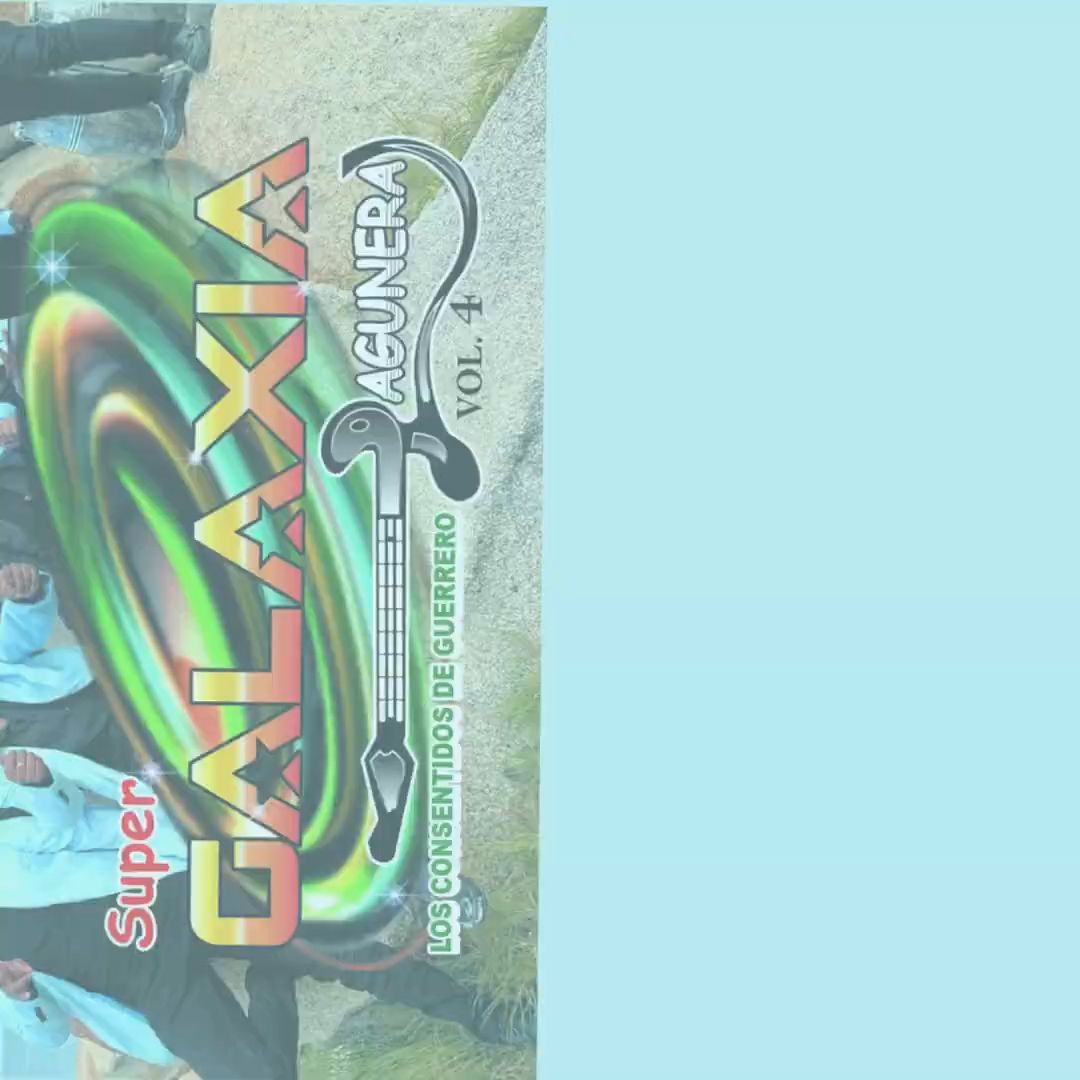 Super
GALAXIA
LAGUNERA
VOL. 4
LOS CONSENTIDOS DE GUERRERO